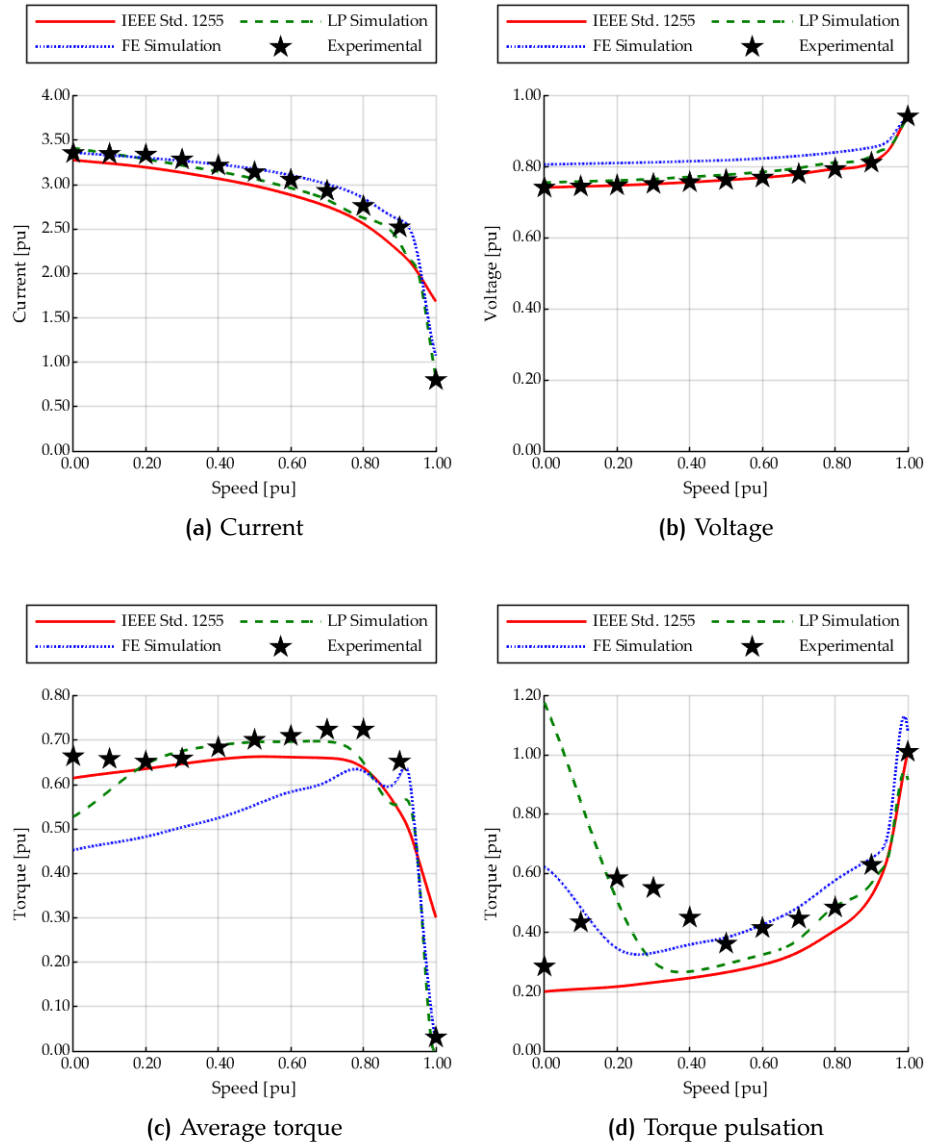 IEEE Std. 1255 LP Simulation
FE Simulation Experimental
4.00
3.50
3.00
2.50
2.00
1.50
1.00
0.50
0.00
Current [pu]
0.00 0.20 0.40 0.60 0.80 1.00
Speed [pu]
(a) Current
IEEE Std. 1255 LP Simulation
FE Simulation Experimental
1.00
0.80
0.60
0.40
0.20
0.00
Voltage [pu]
0.00 0.20 0.40 0.60 0.80 1.00
Speed [pu]
(b) Voltage
IEEE Std. 1255 LP Simulation
FE Simulation Experimental
0.80
0.70
0.60
0.50
0.40
0.30
0.20
0.10
0.00
Torque [pu]
0.00 0.20 0.40 0.60 0.80 1.00
Speed [pu]
(c) Average torque
IEEE Std. 1255 LP Simulation
FE Simulation Experimental
1.20
1.00
0.80
0.60
0.40
0.20
0.00
Torque [pu]
0.00 0.20 0.40 0.60 0.80 1.00
Speed [pu]
(d) Torque pulsation